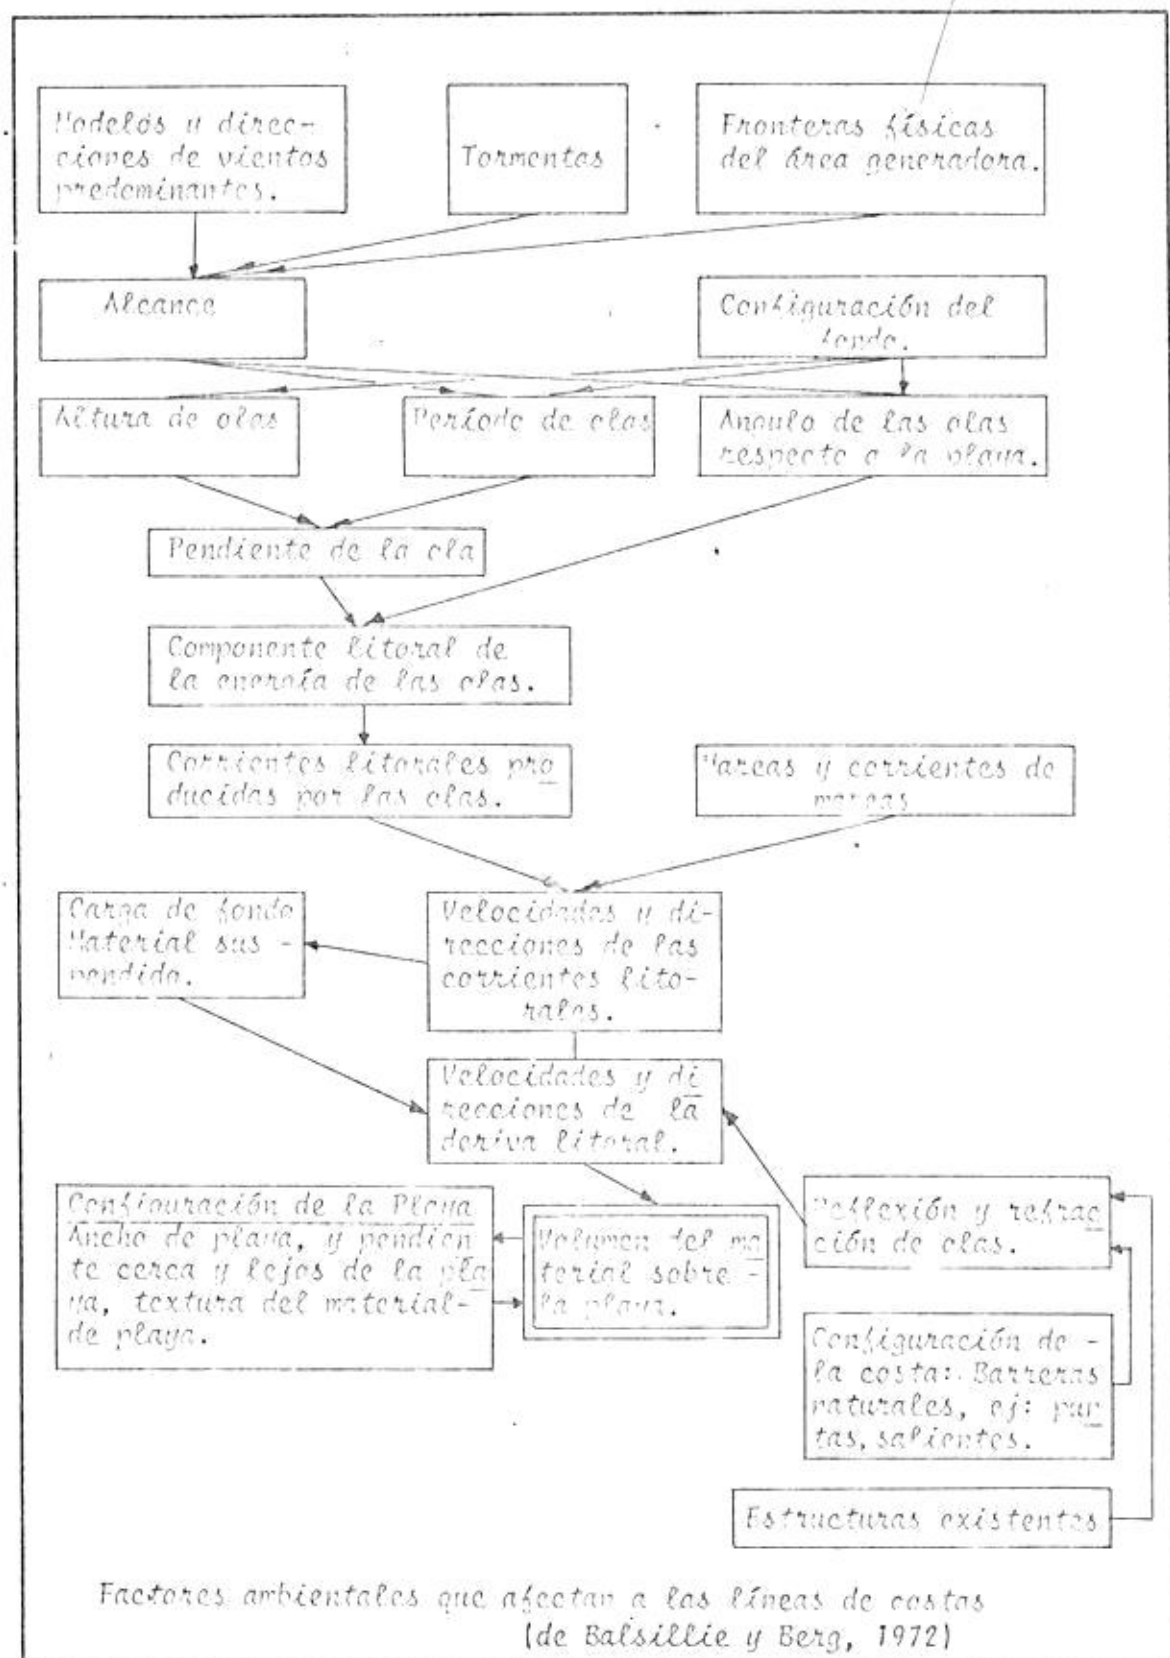 Modelos y direc-
ciones de vientos
predominantes.
Tormentas
Fronteras físicas
del área generadora.
Alcance
Configuración del
fondo.
Altura de olas
Período de olas
Angulo de las olas
respecto a la playa.
Pendiente de la ola
Componente litoral de
la energía de las olas.
Corrientes litorales pro
ducidas por las olas.
Mareas y corrientes de
mareas
Carga de fondo
Material sus-
pendido.
Velocidades y di-
recciones de las
corrientes lito-
rales.
Velocidades y di
recciones de la
deriva litoral.
Configuración de la Playa
Ancho de playa, y pendien
te cerca y lejos de la pla
ya, textura del material-
de playa.
Volumen del ma
terial sobre -
la playa.
Reflexión y refrac
ción de olas.
Configuración de -
la costa: Barreras
naturales, ej: pun
tas, salientes.
Estructuras existentes
Factores ambientales que afectan a las líneas de costas
(de Balsillie y Berg, 1972)